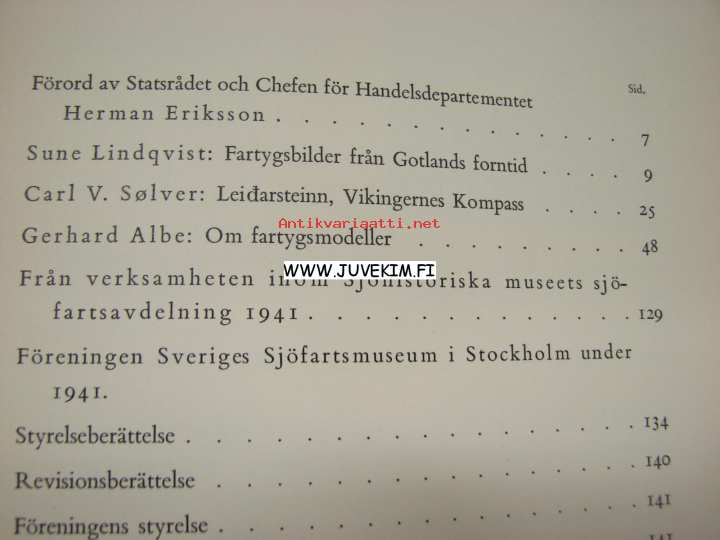 Sid.
Förord av Statsrådet och Chefen för Handelsdepartementet
Herman Eriksson . . . . . . . . . . 7
Sune Lindqvist: Fartygsbilder från Gotlands forntid . . . . 9
Carl V. Sølver: Leiđarsteinn, Vikingernes Kompass . . . . 25
Antikvariaatti.net
Gerhard Albe: Om fartygsmodeller . . . . . . . 48
WWW.JUVEKIM.FI
Från verksamheten inom Sjöhistoriska museets sjö-
fartsavdelning 1941 . . . . . . . . . . 129
Föreningen Sveriges Sjöfartsmuseum i Stockholm under
1941.
Styrelseberättelse . . . . . . . . . . . . . 134
Revisionsberättelse . . . . . . . . . . . . 140
Föreningens styrelse . . . . . . . . . . . . 141
141